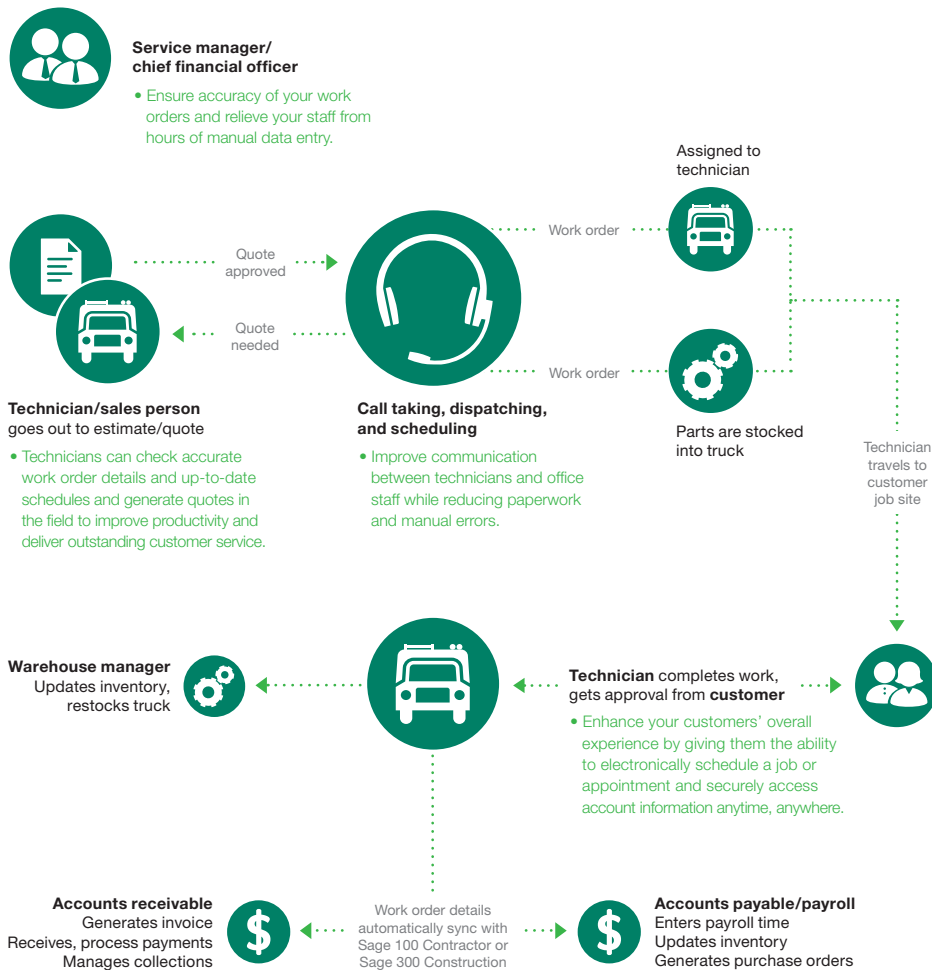 Service manager/
chief financial officer
• Ensure accuracy of your work
orders and relieve your staff from
hours of manual data entry.
Assigned to
technician
Quote
approved
Work order
Quote
needed
Work order
Technician/sales person
goes out to estimate/quote
• Technicians can check accurate
work order details and up-to-date
schedules and generate quotes in
the field to improve productivity and
deliver outstanding customer service.
Call taking, dispatching,
and scheduling
• Improve communication
between technicians and office
staff while reducing paperwork
and manual errors.
Parts are stocked
into truck
Technician
travels to
customer
job site
Warehouse manager
Updates inventory,
restocks truck
Technician completes work,
gets approval from customer
• Enhance your customers’ overall
experience by giving them the ability
to electronically schedule a job or
appointment and securely access
account information anytime, anywhere.
Accounts receivable
Generates invoice
Receives, process payments
Manages collections
$
Work order details
automatically sync with
Sage 100 Contractor or
Sage 300 Construction
$
Accounts payable/payroll
Enters payroll time
Updates inventory
Generates purchase orders